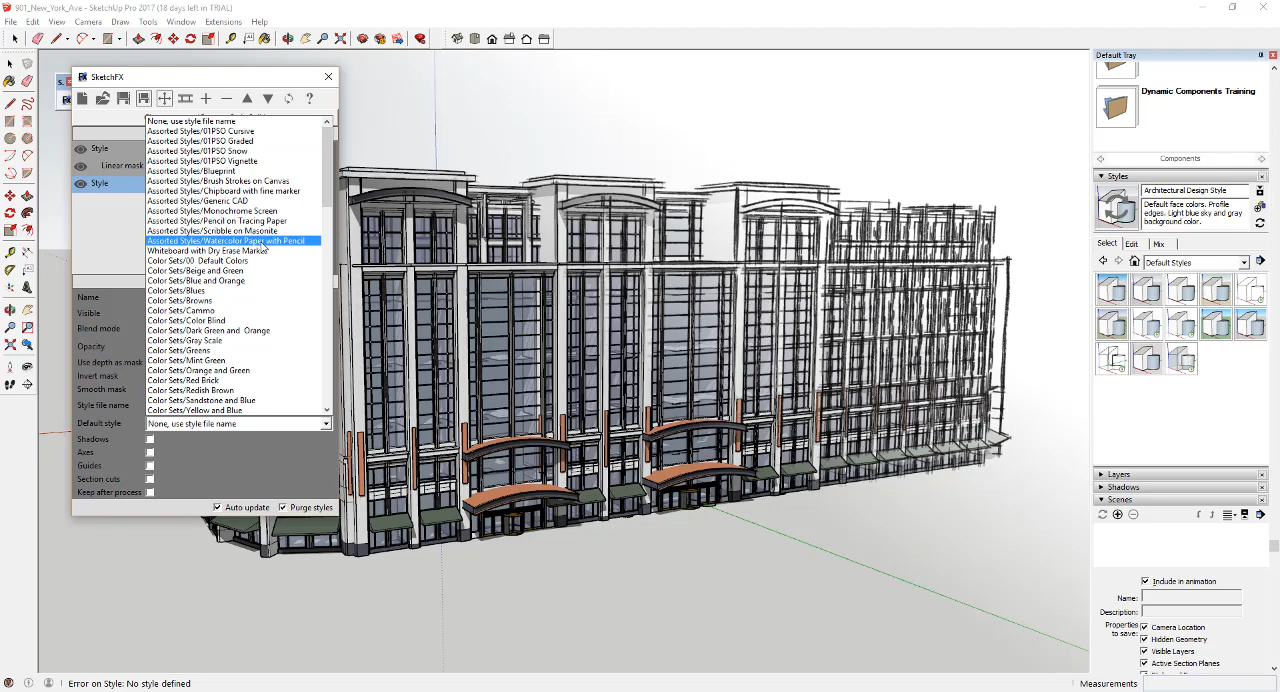 901_New_York_Ave - SketchUp Pro 2017 (18 days left in TRIAL)
File Edit View Camera Draw Tools Window Extensions Help
Default Tray
SketchFX
Dynamic Components Training
Components
None, use style file name
Assorted Styles/01PSO Cursive
Assorted Styles/01PSO Graded
Assorted Styles/01PSO Snow
Assorted Styles/01PSO Vignette
Assorted Styles/Blueprint
Assorted Styles/Brush Strokes on Canvas
Assorted Styles/Chipboard with fine marker
Assorted Styles/Generic CAD
Assorted Styles/Monochrome Screen
Assorted Styles/Pencil on Tracing Paper
Assorted Styles/Scribble on Masonite
Assorted Styles/Watercolor Paper with Pencil
Whiteboard with Dry Erase Marker
Color Sets/00 Default Colors
Color Sets/Beige and Green
Color Sets/Blue and Orange
Color Sets/Blues
Color Sets/Browns
Color Sets/Cammo
Color Sets/Color Blind
Color Sets/Dark Green and Orange
Color Sets/Gray Scale
Color Sets/Greens
Color Sets/Mint Green
Color Sets/Orange and Green
Color Sets/Red Brick
Color Sets/Redish Brown
Color Sets/Sandstone and Blue
Color Sets/Yellow and Blue
Style
Linear mask
Style
Name
Visible
Blend mode
Opacity
Use depth as mask
Invert mask
Smooth mask
Style file name
Default style None, use style file name
Shadows
Axes
Guides
Section cuts
Keep after process
Auto update Purge styles
Styles
Architectural Design Style
Default face colors. Profile
edges. Light blue sky and gray
background color.
Select Edit Mix
Default Styles
Layers
Shadows
Scenes
Include in animation
Name:
Description:
Properties
to save:
Camera Location
Hidden Geometry
Visible Layers
Active Section Planes
Error on Style: No style defined
Measurements